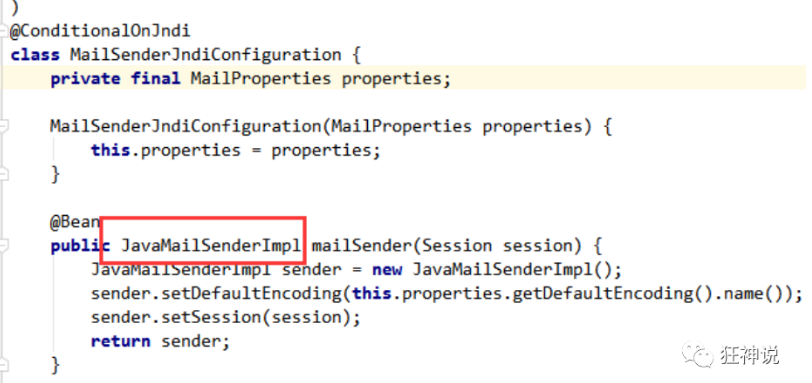 )
@ConditionalOnJndi
class MailSenderJndiConfiguration {
    private final MailProperties properties;
    MailSenderJndiConfiguration(MailProperties properties) {
        this.properties = properties;
    }
    @Bean
    public JavaMailSenderImpl mailSender(Session session) {
        JavaMailSenderImpl sender = new JavaMailSenderImpl();
        sender.setDefaultEncoding(this.properties.getDefaultEncoding().name());
        sender.setSession(session);
        return sender;
    }
狂神说